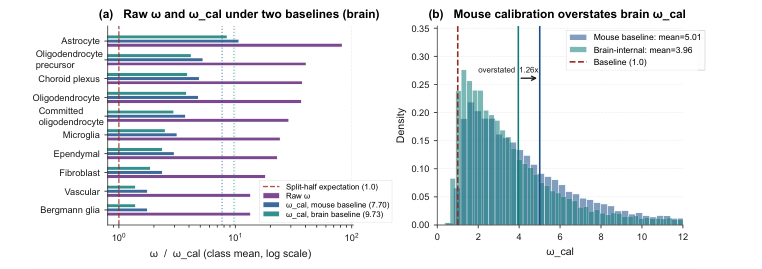 (a) Raw ω and ω_cal under two baselines (brain)
Astrocyte
Oligodendrocyte
precursor
Choroid plexus
Oligodendrocyte
Committed
oligodendrocyte
Microglia
Ependymal
Fibroblast
Vascular
Bergmann glia
Split-half expectation (1.0)
Raw ω
ω_cal, mouse baseline (7.70)
ω_cal, brain baseline (9.73)
10⁰ 10¹ 10²
ω / ω_cal (class mean, log scale)
(b) Mouse calibration overstates brain ω_cal
Mouse baseline: mean=5.01
Brain-internal: mean=3.96
Baseline (1.0)
overstated 1.26x
Density
0.35
0.30
0.25
0.20
0.15
0.10
0.05
0.00
0 2 4 6 8 10 12
ω_cal